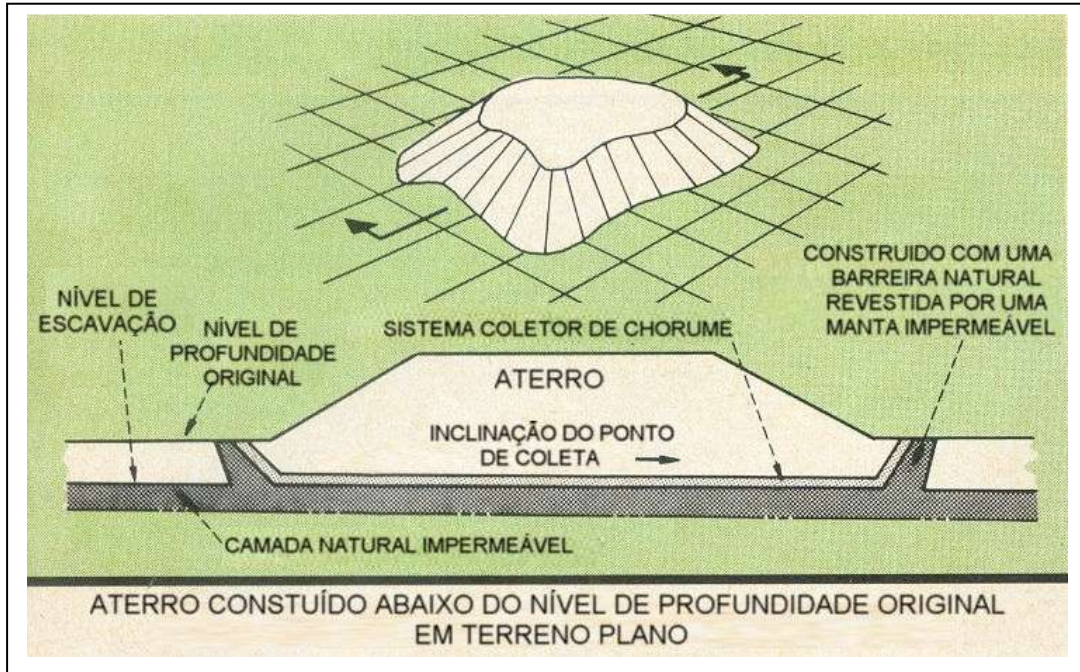 CONSTRUIDO COM UMA
BARREIRA NATURAL
REVESTIDA POR UMA
MANTA IMPERMEÁVEL
NÍVEL DE
ESCAVAÇÃO
NÍVEL DE
PROFUNDIDADE
ORIGINAL
SISTEMA COLETOR DE CHORUME
ATERRO
INCLINAÇÃO DO PONTO
DE COLETA
CAMADA NATURAL IMPERMEÁVEL
ATERRO CONSTUÍDO ABAIXO DO NÍVEL DE PROFUNDIDADE ORIGINAL
EM TERRENO PLANO